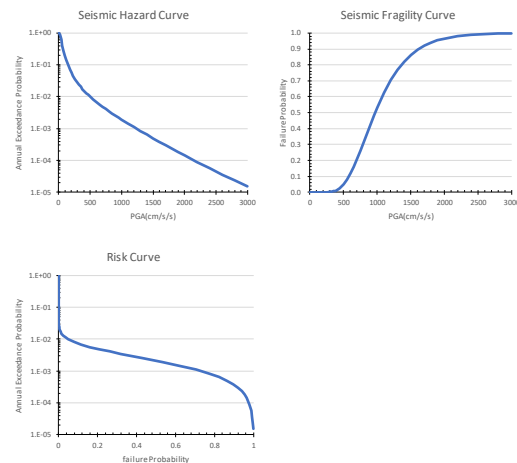 Seismic Hazard Curve
1.E+00
1.E-01
1.E-02
1.E-03
1.E-04
1.E-05
Annual Exceedance Probability
0 500 1000 1500 2000 2500 3000
PGA(cm/s/s)
Seismic Fragility Curve
1.0
0.9
0.8
0.7
0.6
0.5
0.4
0.3
0.2
0.1
0.0
Failure Probability
0 500 1000 1500 2000 2500 3000
PGA(cm/s/s)
Risk Curve
1.E+00
1.E-01
1.E-02
1.E-03
1.E-04
1.E-05
Annual Exceedance Probability
0 0.2 0.4 0.6 0.8 1
failure Probability